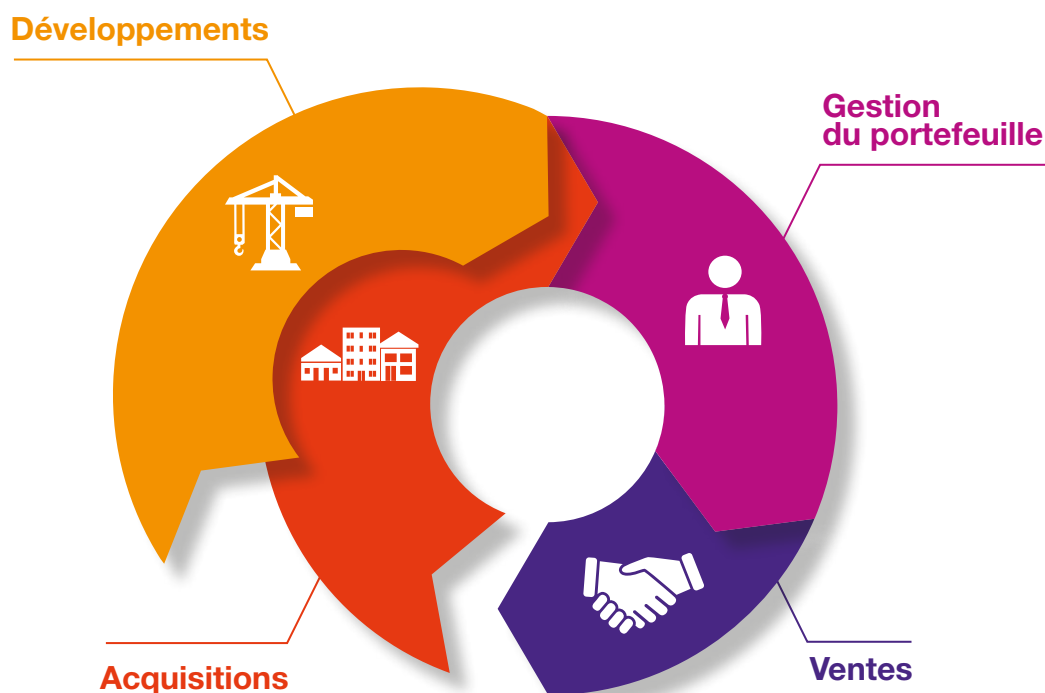 Développements
Gestion
du portefeuille
Acquisitions
Ventes